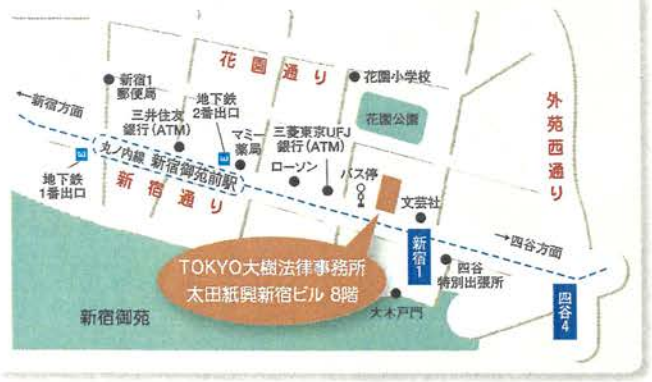 花園通り
花園小学校
新宿1
郵便局
←新宿方面
地下鉄
2番出口
三井住友
銀行(ATM)
マミー
薬局
三菱東京UFJ
銀行(ATM)
花園公園
外苑西通り
丸ノ内線 新宿御苑前駅
ローソン
バス停
地下鉄
1番出口
新宿通り
文芸社
→四谷方面
新宿1
TOKYO大樹法律事務所
太田紙興新宿ビル 8階
四谷
特別出張所
四谷4
大木戸門
新宿御苑